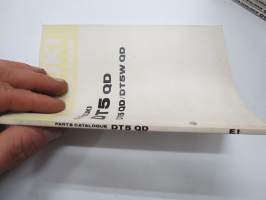 DT5 QD
DT5 QD/DT5W QD
PARTS CATALOGUE DT5 QD E1